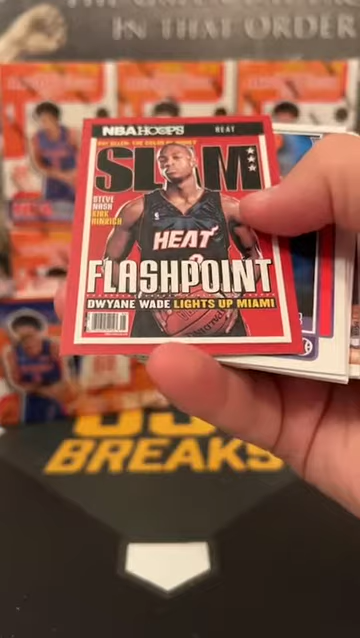 IN THAT ORDER
NBA HOOPS HEAT
SLAM
STEVE
NASH
KIRK
HINRICH
HEAT
FLASHPOINT
DWYANE WADE LIGHTS UP MIAMI
BREAKS